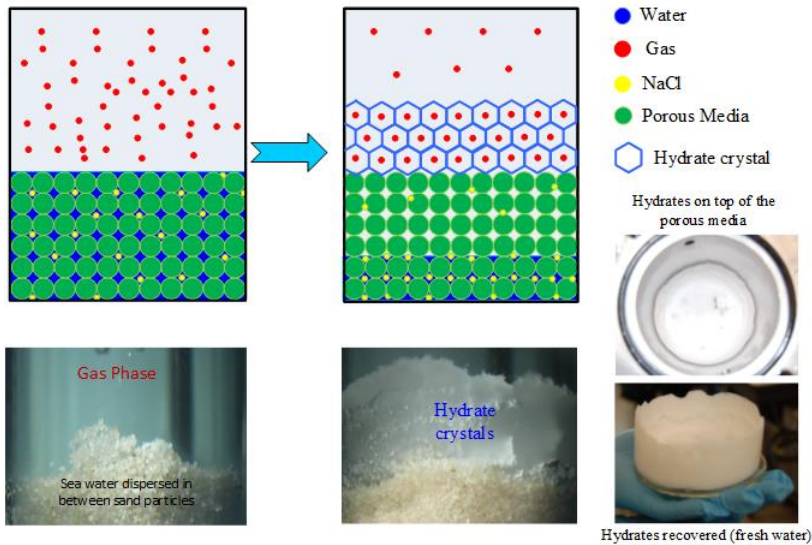 Water
Gas
NaCl
Porous Media
Hydrate crystal
Hydrates on top of the
porous media
Gas Phase
Sea water dispersed in
between sand particles
Hydrate
crystals
Hydrates recovered (fresh water)